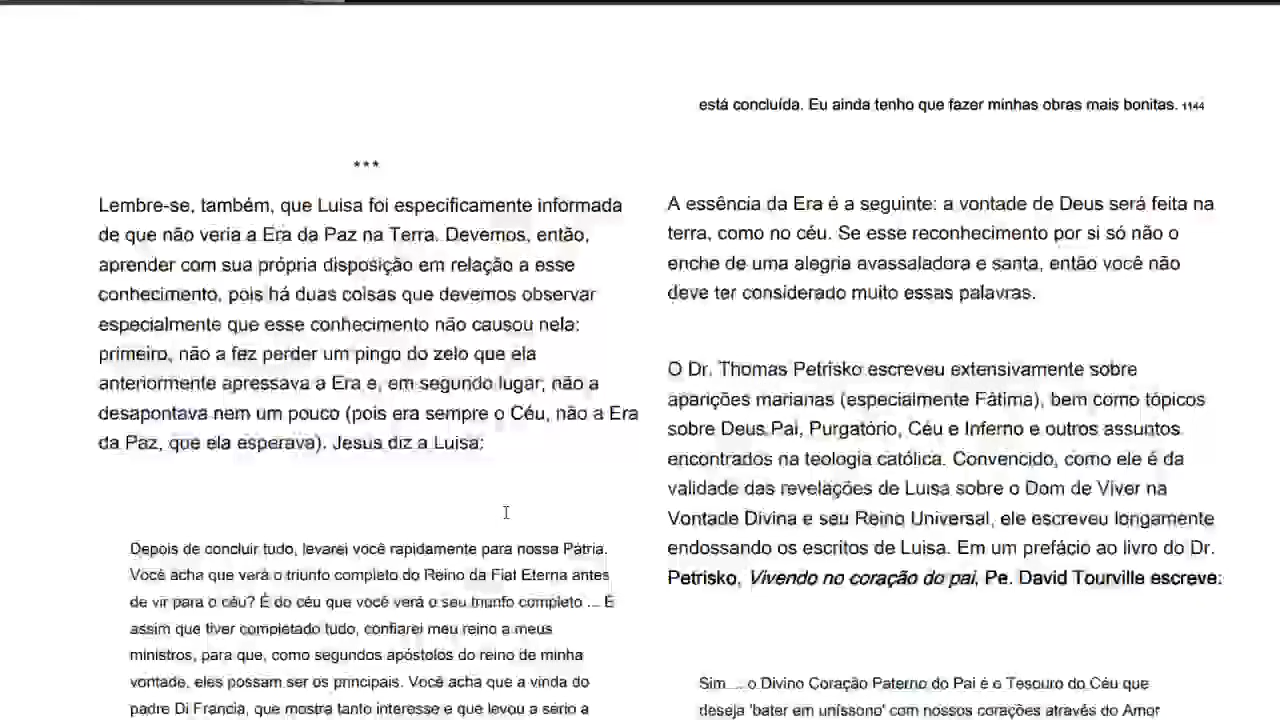 ***
Lembre-se, também, que Luisa foi especificamente informada
de que não veria a Era da Paz na Terra. Devemos, então,
aprender com sua própria disposição em relação a esse
conhecimento, pois há duas coisas que devemos observar
especialmente que esse conhecimento não causou nela:
primeiro, não a fez perder um pingo do zelo que ela
anteriormente apressava a Era e, em segundo lugar, não a
desapontava nem um pouco (pois era sempre o Céu, não a Era
da Paz, que ela esperava). Jesus diz a Luisa:
Depois de concluir tudo, levarei você rapidamente para nossa Pátria.
Você acha que verá o triunfo completo do Reino da Fiat Eterna antes
de vir para o céu? É do céu que você verá o seu triunfo completo ... E
assim que tiver completado tudo, confiarei meu reino a meus
ministros, para que, como segundos apóstolos do reino de minha
vontade, eles possam ser os principais. Você acha que a vinda do
padre Di Francia, que mostra tanto interesse e que levou a sério a
está concluída. Eu ainda tenho que fazer minhas obras mais bonitas. 1144
A essência da Era é a seguinte: a vontade de Deus será feita na
terra, como no céu. Se esse reconhecimento por si só não o
enche de uma alegria avassaladora e santa, então você não
deve ter considerado muito essas palavras.
O Dr. Thomas Petrisko escreveu extensivamente sobre
aparições marianas (especialmente Fátima), bem como tópicos
sobre Deus Pai, Purgatório, Céu e Inferno e outros assuntos
encontrados na teologia católica. Convencido, como ele é da
validade das revelações de Luisa sobre o Dom de Viver na
Vontade Divina e seu Reino Universal, ele escreveu longamente
endossando os escritos de Luisa. Em um prefácio ao livro do Dr.
Petrisko, Vivendo no coração do pai, Pe. David Tourville escreve:
Sim ... o Divino Coração Paterno do Pai é o Tesouro do Céu que
deseja 'bater em uníssono' com nossos corações através do Amor